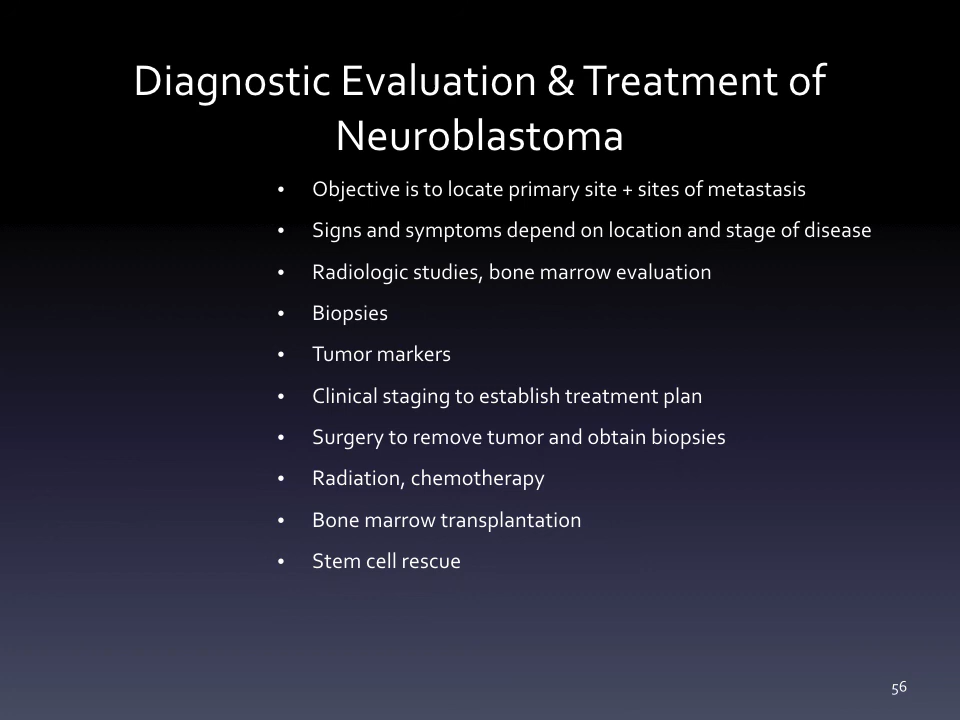 Diagnostic Evaluation & Treatment of
Neuroblastoma
• Objective is to locate primary site + sites of metastasis
• Signs and symptoms depend on location and stage of disease
• Radiologic studies, bone marrow evaluation
• Biopsies
• Tumor markers
• Clinical staging to establish treatment plan
• Surgery to remove tumor and obtain biopsies
• Radiation, chemotherapy
• Bone marrow transplantation
• Stem cell rescue
56